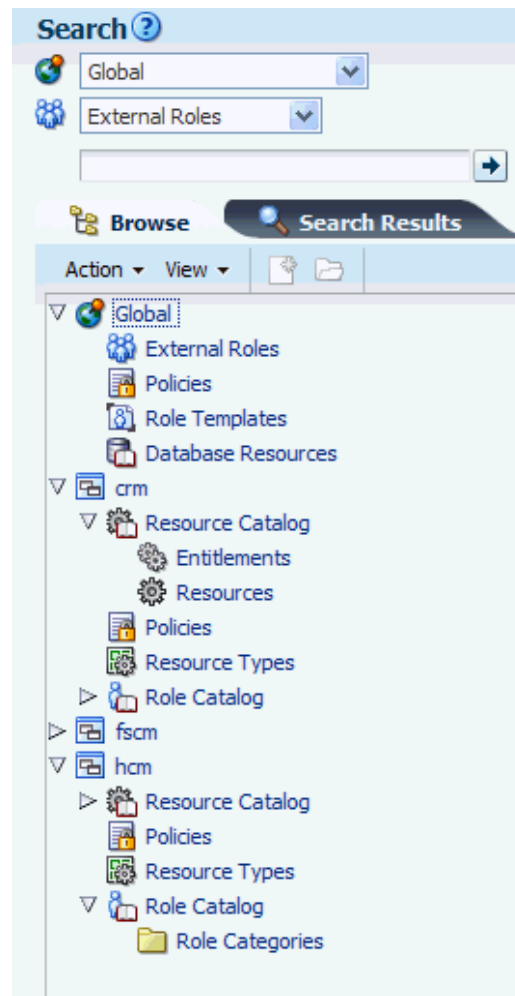 Search ?
Global
External Roles
Browse Search Results
Action View
Global
External Roles
Policies
Role Templates
Database Resources
crm
Resource Catalog
Entitlements
Resources
Policies
Resource Types
Role Catalog
fscm
hcm
Resource Catalog
Policies
Resource Types
Role Catalog
Role Categories